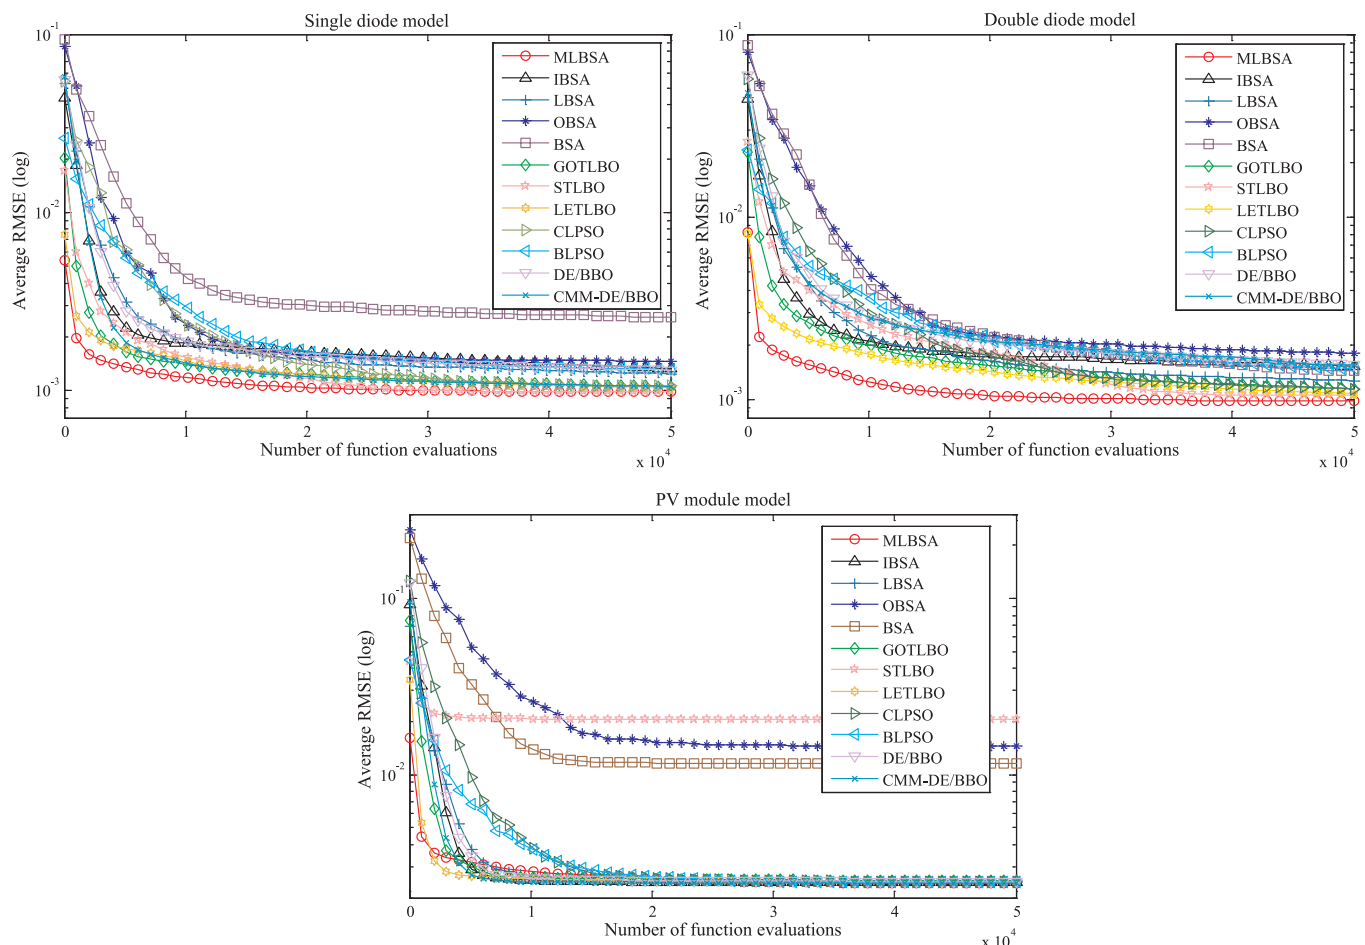 Single diode model
Average RMSE (log)
10^-1
10^-2
10^-3
MLBSA
IBSA
LBSA
OBSA
BSA
GOTLBO
STLBO
LETLBO
CLPSO
BLPSO
DE/BBO
CMM-DE/BBO
0 1 2 3 4 5
Number of function evaluations
x 10^4
Double diode model
Average RMSE (log)
10^-1
10^-2
10^-3
MLBSA
IBSA
LBSA
OBSA
BSA
GOTLBO
STLBO
LETLBO
CLPSO
BLPSO
DE/BBO
CMM-DE/BBO
0 1 2 3 4 5
Number of function evaluations
x 10^4
PV module model
Average RMSE (log)
10^-1
10^-2
MLBSA
IBSA
LBSA
OBSA
BSA
GOTLBO
STLBO
LETLBO
CLPSO
BLPSO
DE/BBO
CMM-DE/BBO
0 1 2 3 4 5
Number of function evaluations
x 10^4